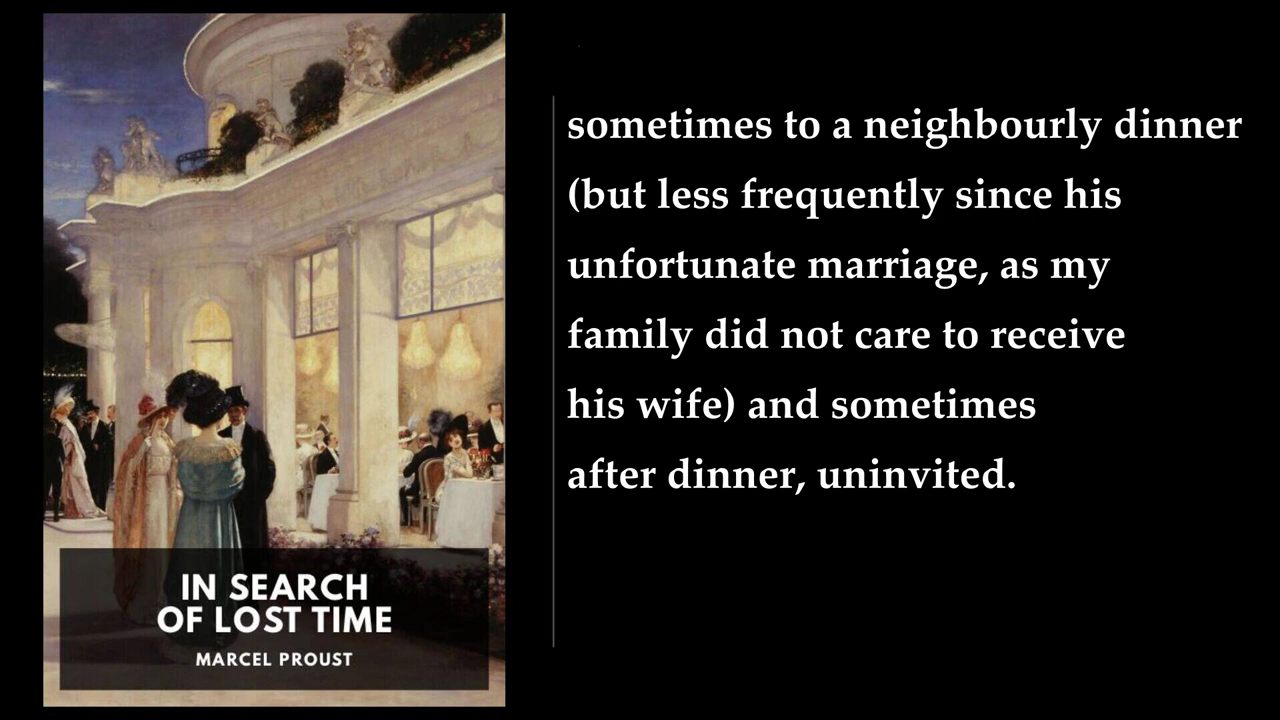 IN SEARCH
OF LOST TIME
MARCEL PROUST
sometimes to a neighbourly dinner
(but less frequently since his
unfortunate marriage, as my
family did not care to receive
his wife) and sometimes
after dinner, uninvited.